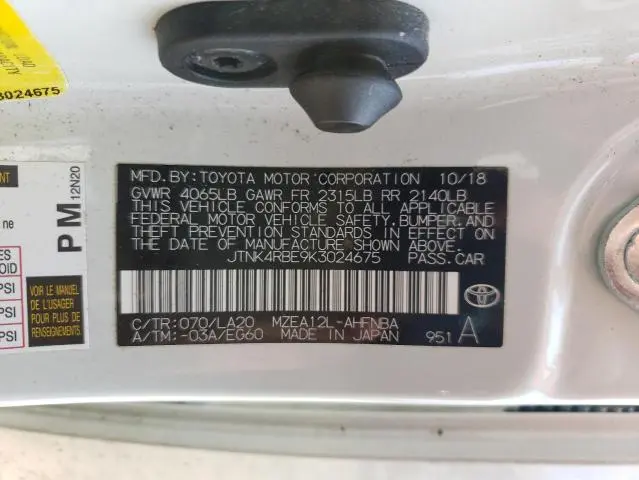 LOAD
3024675
PM 12N20
ne
PSI
PSI
PSI
VOIR LE
MANUEL DE
L'USAGER
POUR PLUS DE
RENSEIGNEMENTS
MFD. BY: TOYOTA MOTOR CORPORATION 10/18
GVWR 4065LB GAWR FR 2315LB RR 2140LB
THIS VEHICLE CONFORMS TO ALL APPLICABLE
FEDERAL MOTOR VEHICLE SAFETY, BUMPER, AND
THEFT PREVENTION STANDARDS IN EFFECT ON
THE DATE OF MANUFACTURE SHOWN ABOVE.
JTNK4RBE9K3024675 PASS.CAR
C/TR:070/LA20 MZEA12L-AHFNBA
A/TM:-03A/EG60 MADE IN JAPAN 951 A